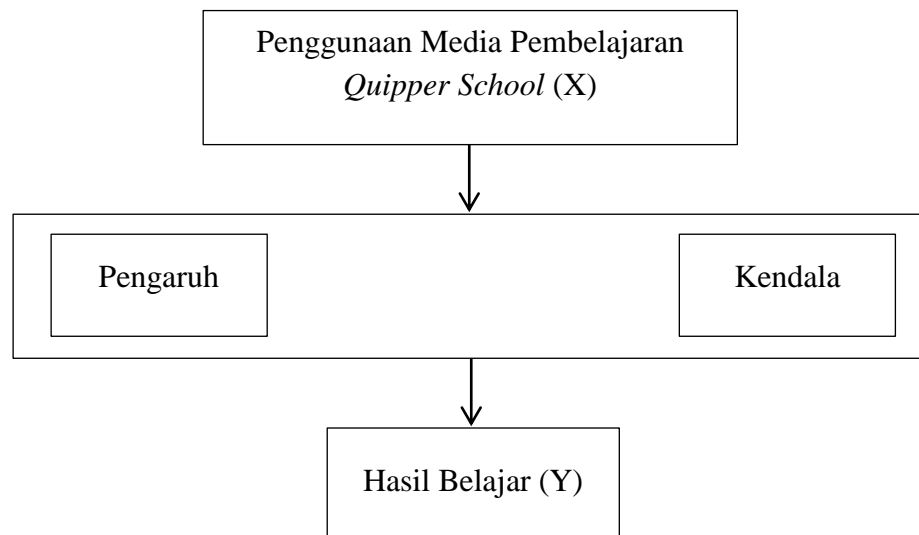 Penggunaan Media Pembelajaran
Quipper School (X)
Pengaruh
Kendala
Hasil Belajar (Y)